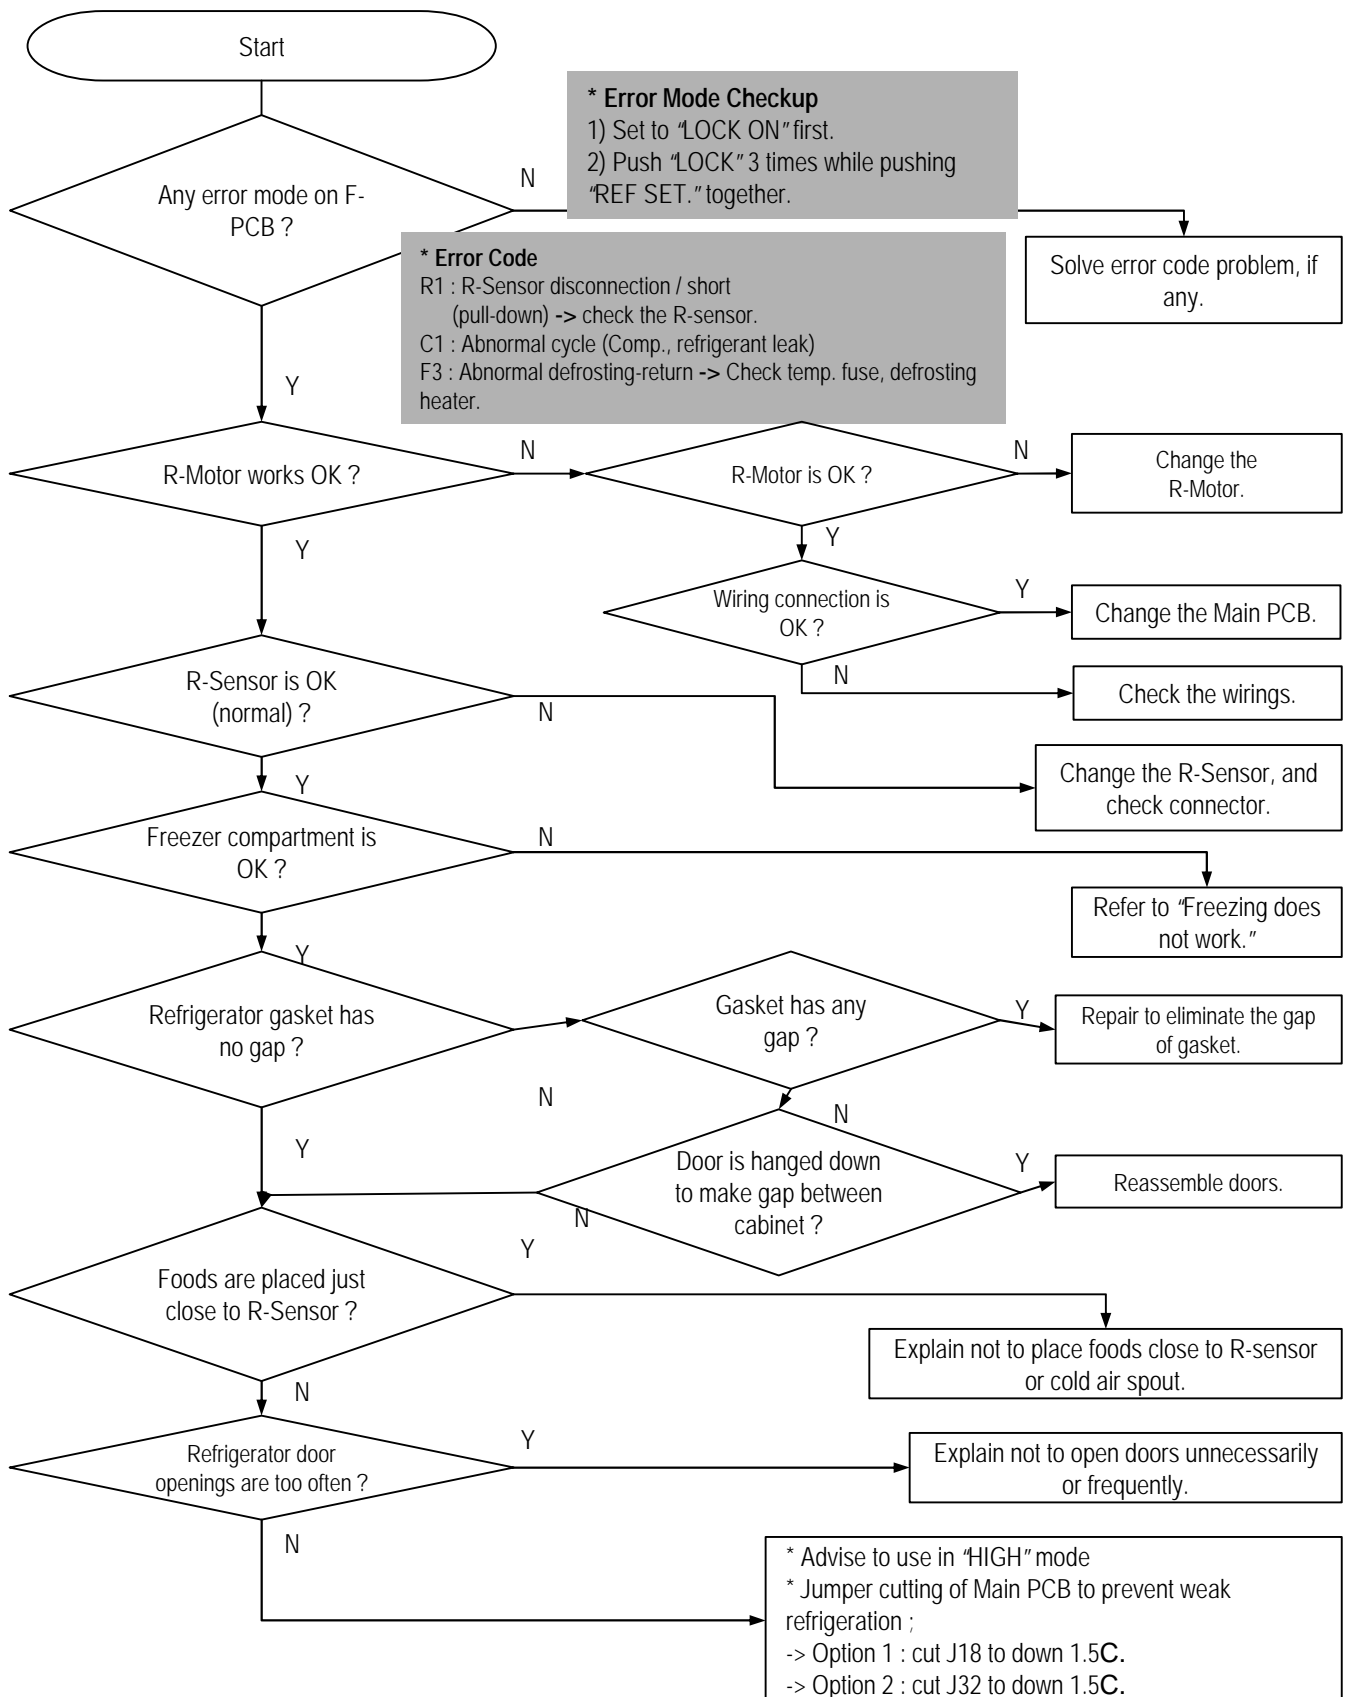 Start
* Error Mode Checkup
1) Set to “LOCK ON” first.
2) Push “LOCK” 3 times while pushing
“REF SET.” together.
N
Any error mode on F-
PCB ?
Solve error code problem, if
any.
* Error Code
R1 : R-Sensor disconnection / short
(pull-down) -> check the R-sensor.
C1 : Abnormal cycle (Comp., refrigerant leak)
F3 : Abnormal defrosting-return -> Check temp. fuse, defrosting
heater.
Y
R-Motor works OK ?
N
R-Motor is OK ?
N
Change the
R-Motor.
Y
Y
Wiring connection is
OK ?
Y
Change the Main PCB.
N
Check the wirings.
R-Sensor is OK
(normal) ?
N
Change the R-Sensor, and
check connector.
Y
Freezer compartment is
OK ?
N
Refer to “Freezing does
not work.”
Y
Refrigerator gasket has
no gap ?
N
Gasket has any
gap ?
Y
Repair to eliminate the gap
of gasket.
N
Y
Door is hanged down
to make gap between
cabinet ?
Y
Reassemble doors.
N
Foods are placed just
close to R-Sensor ?
Y
Explain not to place foods close to R-sensor
or cold air spout.
N
Refrigerator door
openings are too often ?
Y
Explain not to open doors unnecessarily
or frequently.
N
* Advise to use in “HIGH” mode
* Jumper cutting of Main PCB to prevent weak
refrigeration ;
-> Option 1 : cut J18 to down 1.5C.
-> Option 2 : cut J32 to down 1.5C.